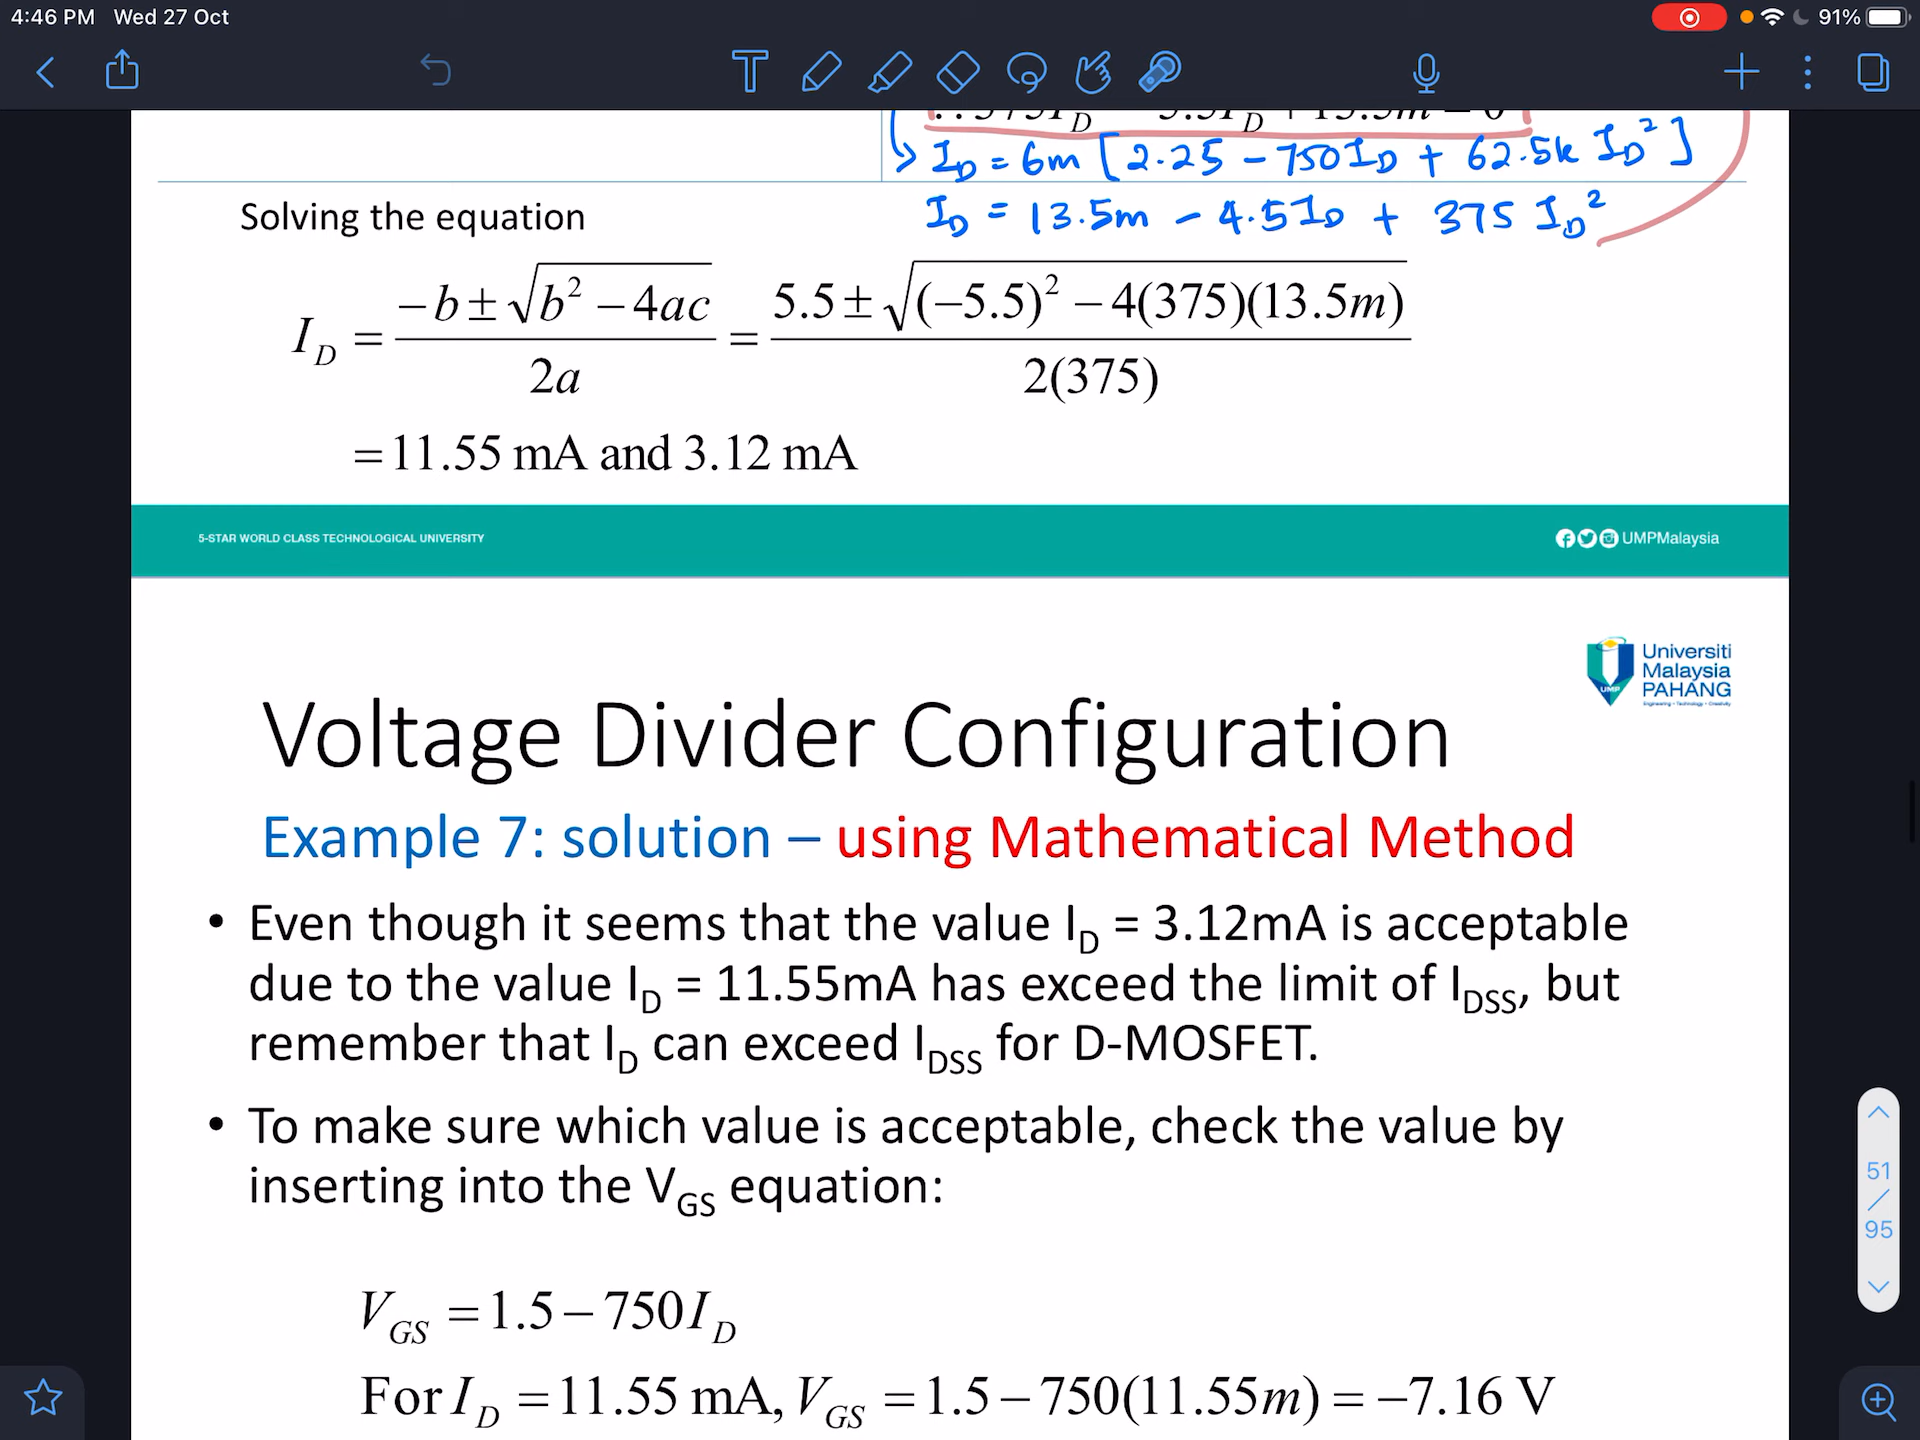 4:46 PM Wed 27 Oct 91%
I_D = 6m [2.25 - 750I_D + 62.5k I_D²]
I_D = 13.5m - 4.5I_D + 375 I_D²
Solving the equation
I_D = (-b ± √(b² - 4ac)) / 2a = (5.5 ± √((-5.5)² - 4(375)(13.5m))) / 2(375)
= 11.55 mA and 3.12 mA
5-STAR WORLD CLASS TECHNOLOGICAL UNIVERSITY
UMPMalaysia
Universiti
Malaysia
PAHANG
UMP
Engineering • Technology • Creativity
Voltage Divider Configuration
Example 7: solution – using Mathematical Method
• Even though it seems that the value I_D = 3.12mA is acceptable
due to the value I_D = 11.55mA has exceed the limit of I_DSS, but
remember that I_D can exceed I_DSS for D-MOSFET.
• To make sure which value is acceptable, check the value by
inserting into the V_GS equation:
V_GS = 1.5 – 750I_D
For I_D = 11.55 mA, V_GS = 1.5 – 750(11.55m) = –7.16 V
51
/
95